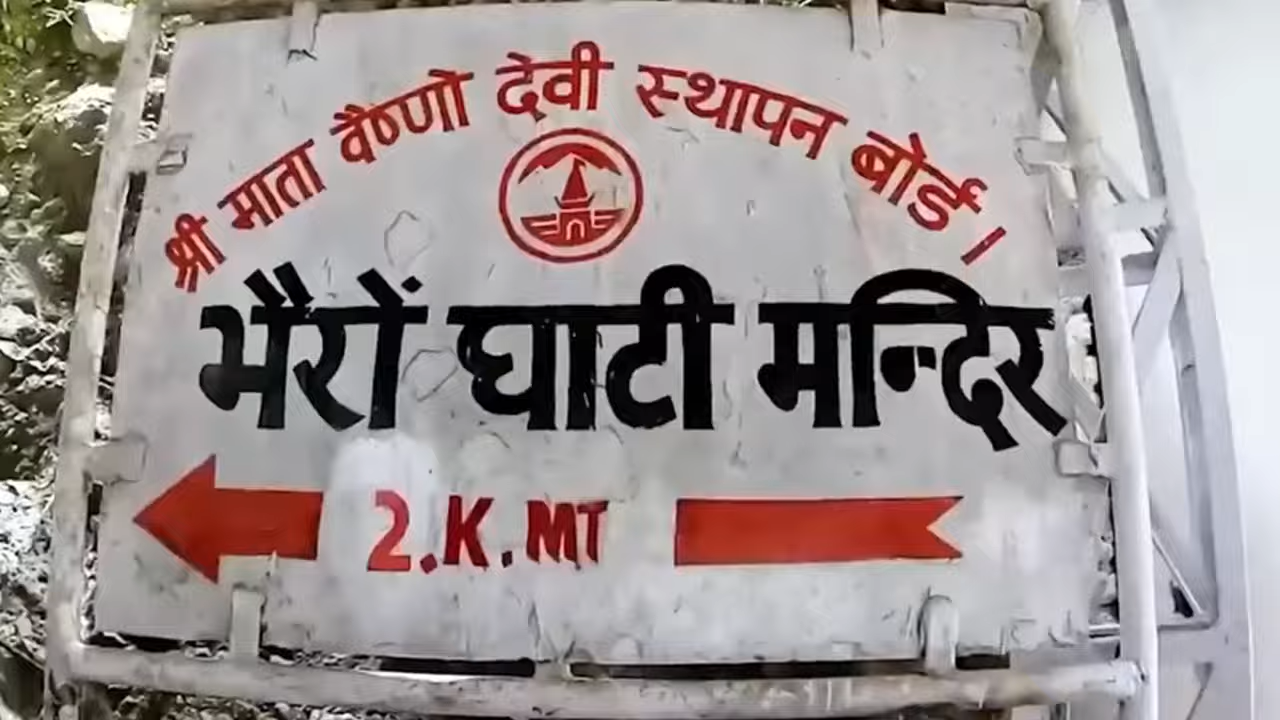 श्री माता वैष्णो देवी स्थापन बोर्ड।
भैरों घाटी मन्दिर
2.K.MT